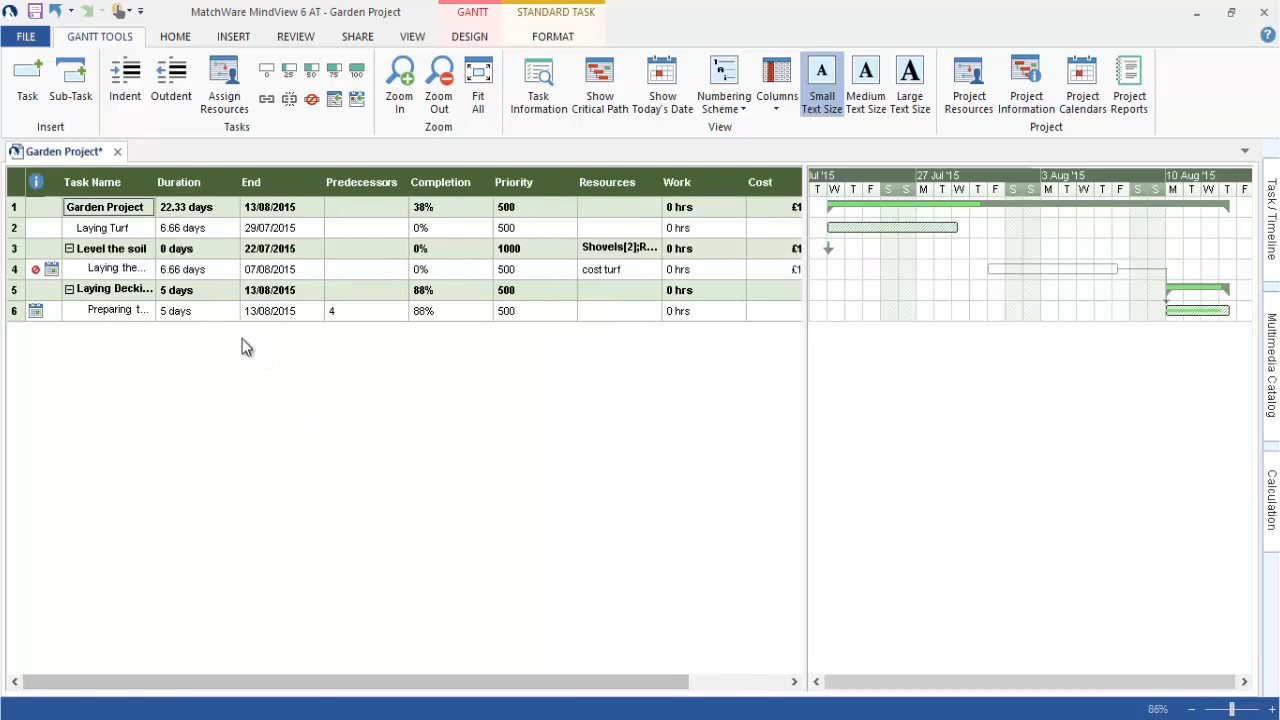 MatchWare MindView 6 AT - Garden Project
GANTT
STANDARD TASK
FILE
GANTT TOOLS
HOME
INSERT
REVIEW
SHARE
VIEW
DESIGN
FORMAT
Task
Sub-Task
Insert
Indent
Outdent
Assign
Resources
0
25
50
75
100
Tasks
Zoom
In
Zoom
Out
Fit
All
Zoom
Task
Information
Show
Critical Path
Show
Today's Date
Numbering
Scheme
Columns
Small
Text Size
Medium
Text Size
Large
Text Size
View
Project
Resources
Project
Information
Project
Calendars
Project
Reports
Project
Garden Project*
Task Name Duration End Predecessors Completion Priority Resources Work Cost
1 Garden Project 22.33 days 13/08/2015 38% 500 0 hrs £1
2 Laying Turf 6.66 days 29/07/2015 0% 500 0 hrs
3 Level the soil 0 days 22/07/2015 0% 1000 Shovels[2];R... 0 hrs £1
4 Laying the... 6.66 days 07/08/2015 0% 500 cost turf 0 hrs £1
5 Laying Decki... 5 days 13/08/2015 88% 500 0 hrs
6 Preparing t... 5 days 13/08/2015 4 88% 500 0 hrs
ul '15 27 Jul '15 3 Aug '15 10 Aug '15
T W T F S S M T W T F S S M T W T F S S M T W T F
Task / Timeline
Multimedia Catalog
Calculation
86%